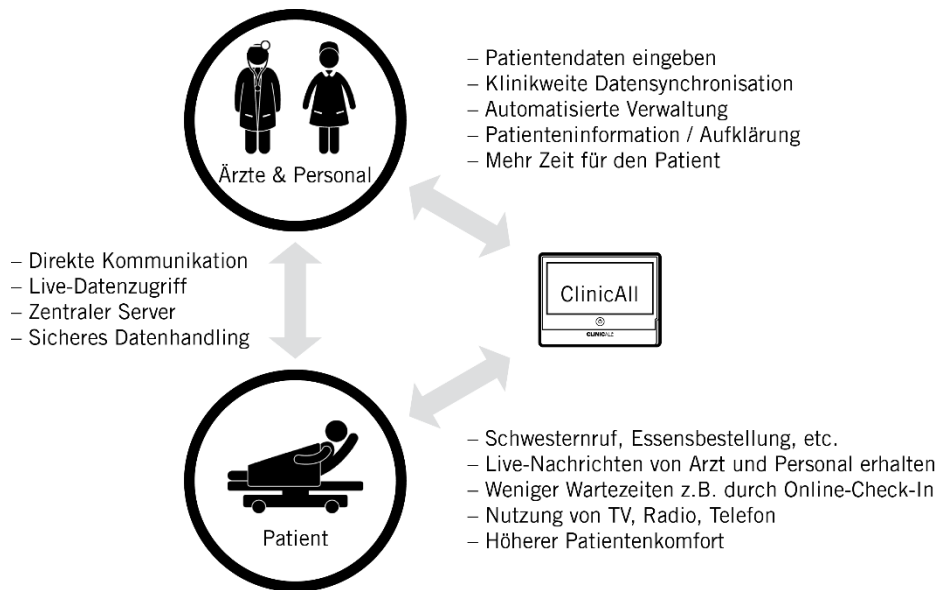 Ärzte & Personal
– Patientendaten eingeben
– Klinikweite Datensynchronisation
– Automatisierte Verwaltung
– Patienteninformation / Aufklärung
– Mehr Zeit für den Patient
– Direkte Kommunikation
– Live-Datenzugriff
– Zentraler Server
– Sicheres Datenhandling
ClinicAll
CLINICALL
Patient
– Schwesternruf, Essensbestellung, etc.
– Live-Nachrichten von Arzt und Personal erhalten
– Weniger Wartezeiten z.B. durch Online-Check-In
– Nutzung von TV, Radio, Telefon
– Höherer Patientenkomfort